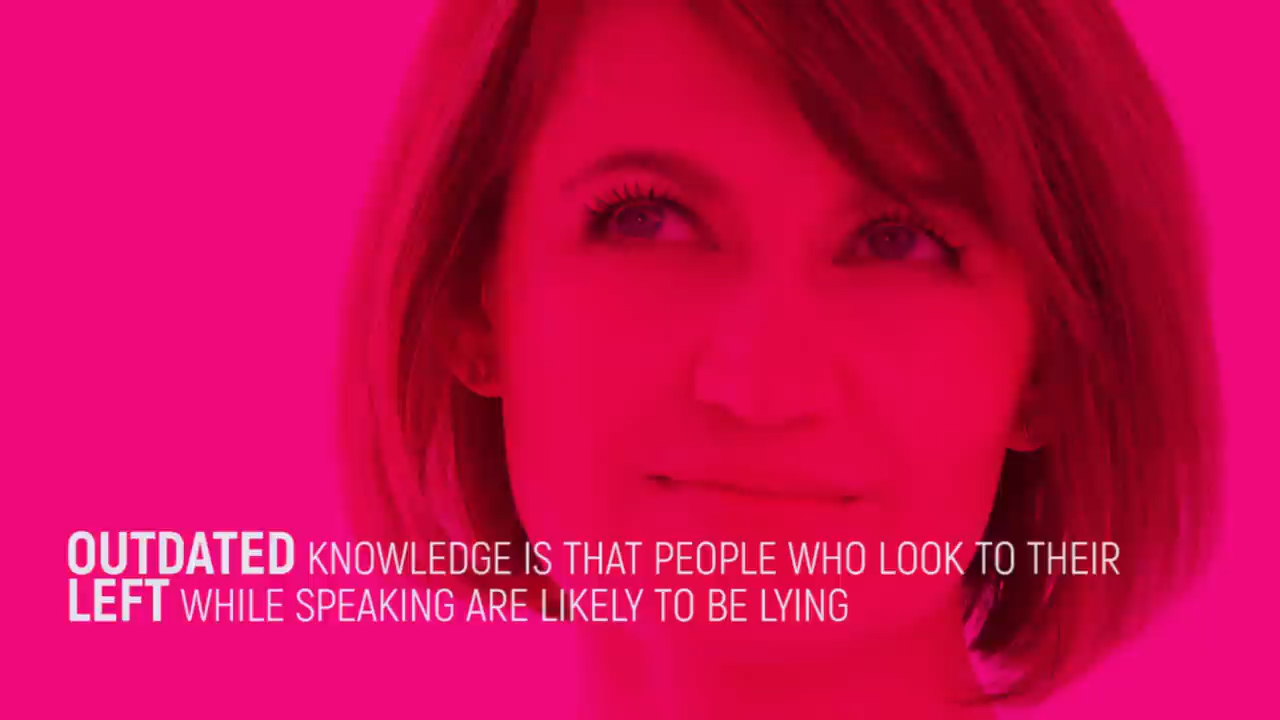 OUTDATED KNOWLEDGE IS THAT PEOPLE WHO LOOK TO THEIR
LEFT WHILE SPEAKING ARE LIKELY TO BE LYING